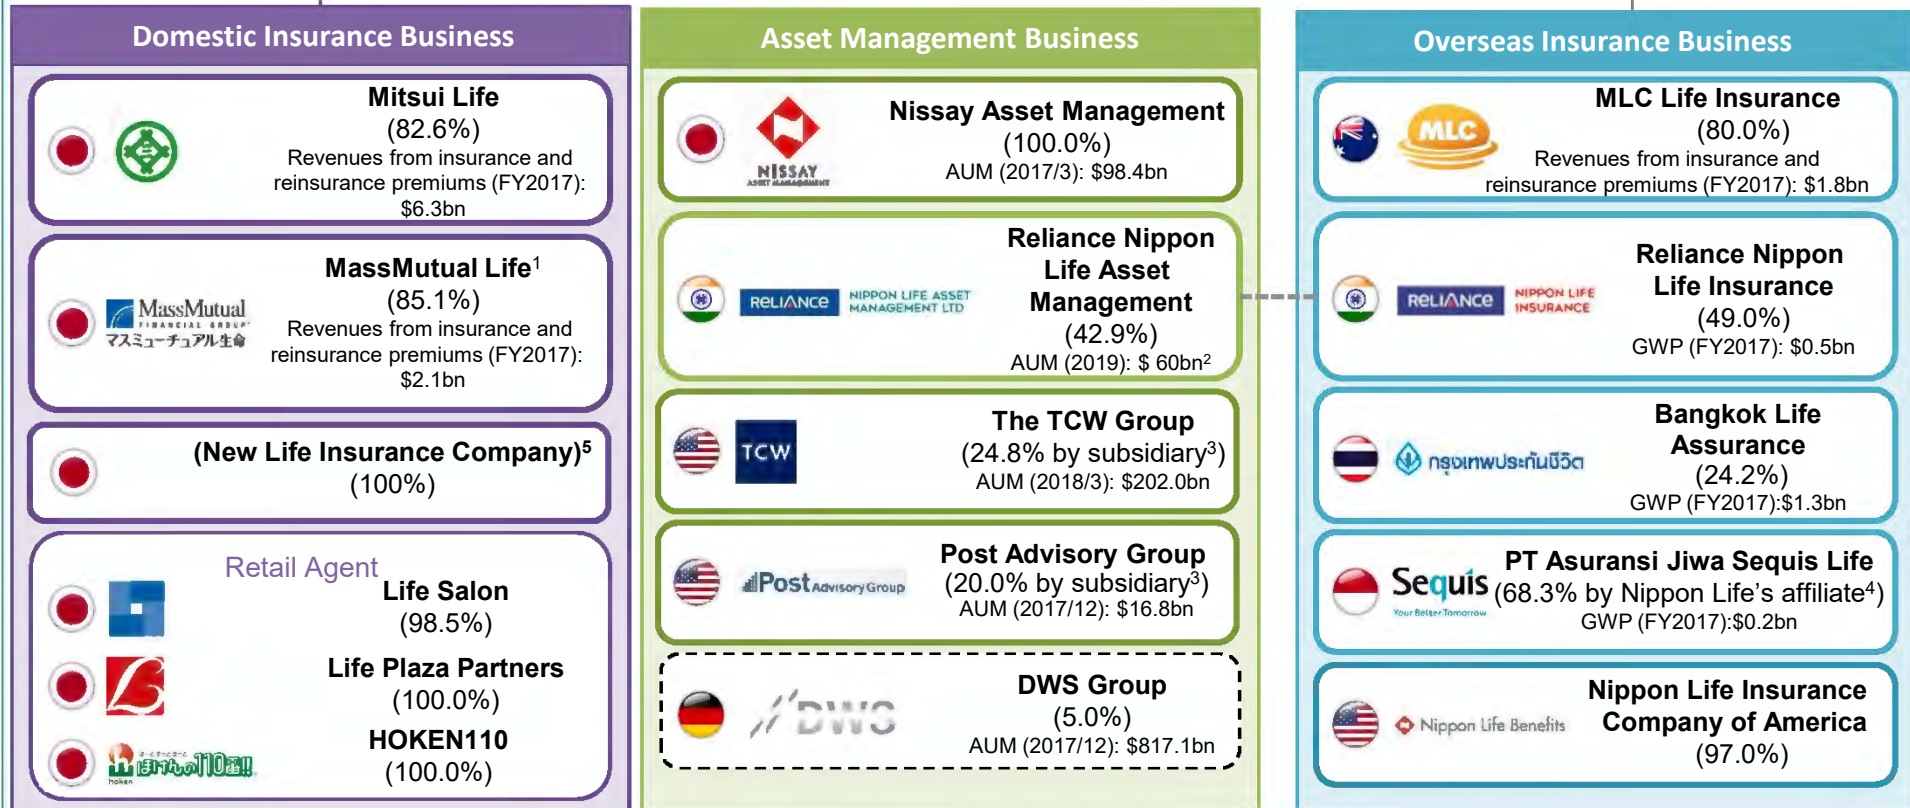 Domestic Insurance Business
Mitsui Life
(82.6%)
Revenues from insurance and
reinsurance premiums (FY2017):
$6.3bn
MassMutual
FINANCIAL GROUP
マスミューチュアル生命
MassMutual Life¹
(85.1%)
Revenues from insurance and
reinsurance premiums (FY2017):
$2.1bn
(New Life Insurance Company)⁵
(100%)
Retail Agent
Life Salon
(98.5%)
Life Plaza Partners
(100.0%)
hoken
ほけんの110番!!
HOKEN110
(100.0%)
Asset Management Business
NISSAY
ASSET MANAGEMENT
Nissay Asset Management
(100.0%)
AUM (2017/3): $98.4bn
RELIANCE
NIPPON LIFE ASSET
MANAGEMENT LTD
Reliance Nippon
Life Asset
Management
(42.9%)
AUM (2019): $ 60bn²
TCW
The TCW Group
(24.8% by subsidiary³)
AUM (2018/3): $202.0bn
Post Advisory Group
Post Advisory Group
(20.0% by subsidiary³)
AUM (2017/12): $16.8bn
DWS
DWS Group
(5.0%)
AUM (2017/12): $817.1bn
Overseas Insurance Business
MLC
MLC Life Insurance
(80.0%)
Revenues from insurance and
reinsurance premiums (FY2017): $1.8bn
RELIANCE
NIPPON LIFE
INSURANCE
Reliance Nippon
Life Insurance
(49.0%)
GWP (FY2017): $0.5bn
กรุงเทพประกันชีวิต
Bangkok Life
Assurance
(24.2%)
GWP (FY2017):$1.3bn
Sequis
Your Better Tomorrow
PT Asuransi Jiwa Sequis Life
(68.3% by Nippon Life's affiliate⁴)
GWP (FY2017):$0.2bn
Nippon Life Benefits
Nippon Life Insurance
Company of America
(97.0%)